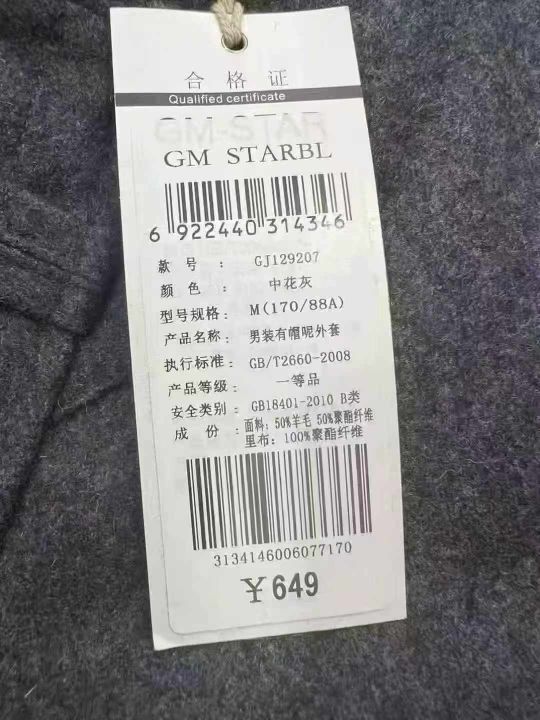 合格证
Qualified certificate
GM-STAR
GM STARBL
6 922440 314346
款号 : GJ129207
颜色 : 中花灰
型号规格: M(170/88A)
产品名称: 男装有帽呢外套
执行标准: GB/T2660-2008
产品等级: 一等品
安全类别: GB18401-2010 B类
成份: 面料: 50%羊毛 50%聚酯纤维
里布: 100%聚酯纤维
3134146006077170
¥649